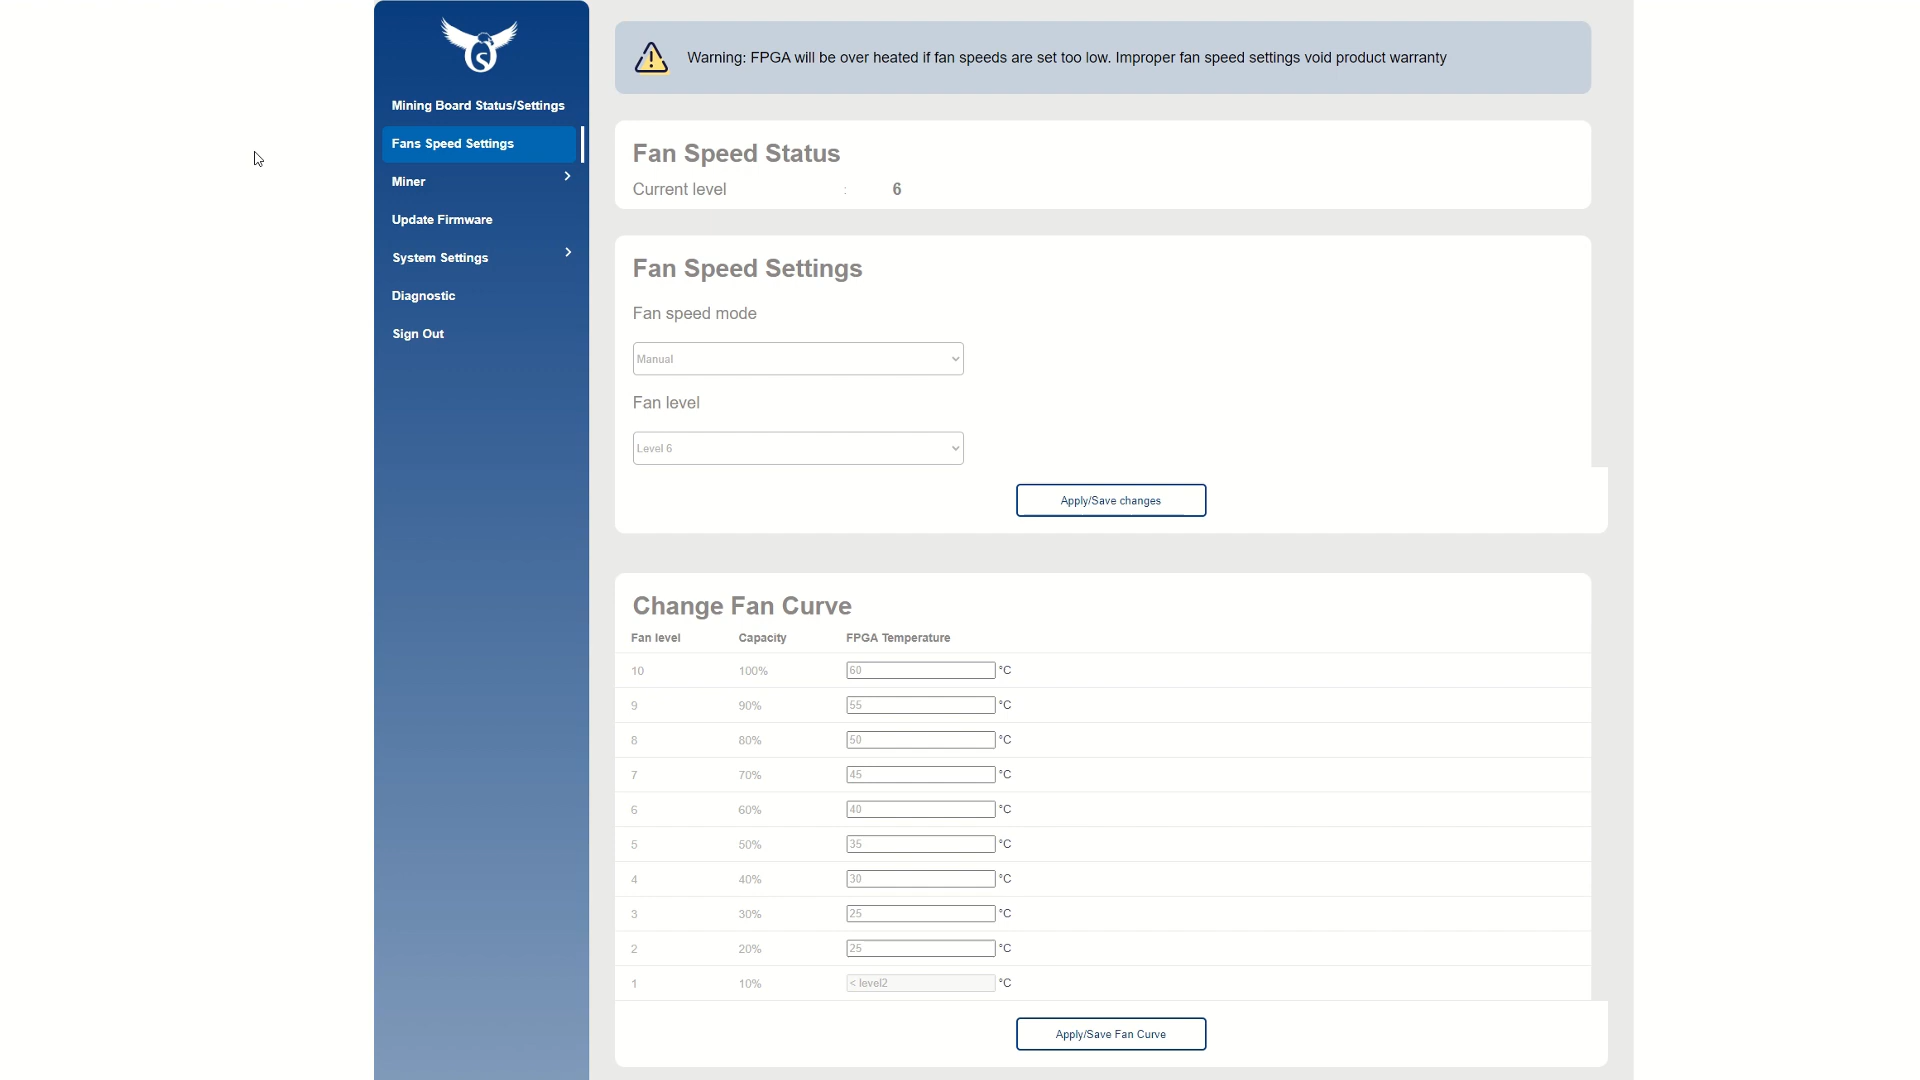 Warning: FPGA will be over heated if fan speeds are set too low. Improper fan speed settings void product warranty
S
Mining Board Status/Settings
Fans Speed Settings
Miner
Update Firmware
System Settings
Diagnostic
Sign Out
Fan Speed Status
Current level : 6
Fan Speed Settings
Fan speed mode
Manual
Fan level
Level 6
Apply/Save changes
Change Fan Curve
Fan level Capacity FPGA Temperature
10 100% 60 °C
9 90% 55 °C
8 80% 50 °C
7 70% 45 °C
6 60% 40 °C
5 50% 35 °C
4 40% 30 °C
3 30% 25 °C
2 20% 25 °C
1 10% < level2 °C
Apply/Save Fan Curve